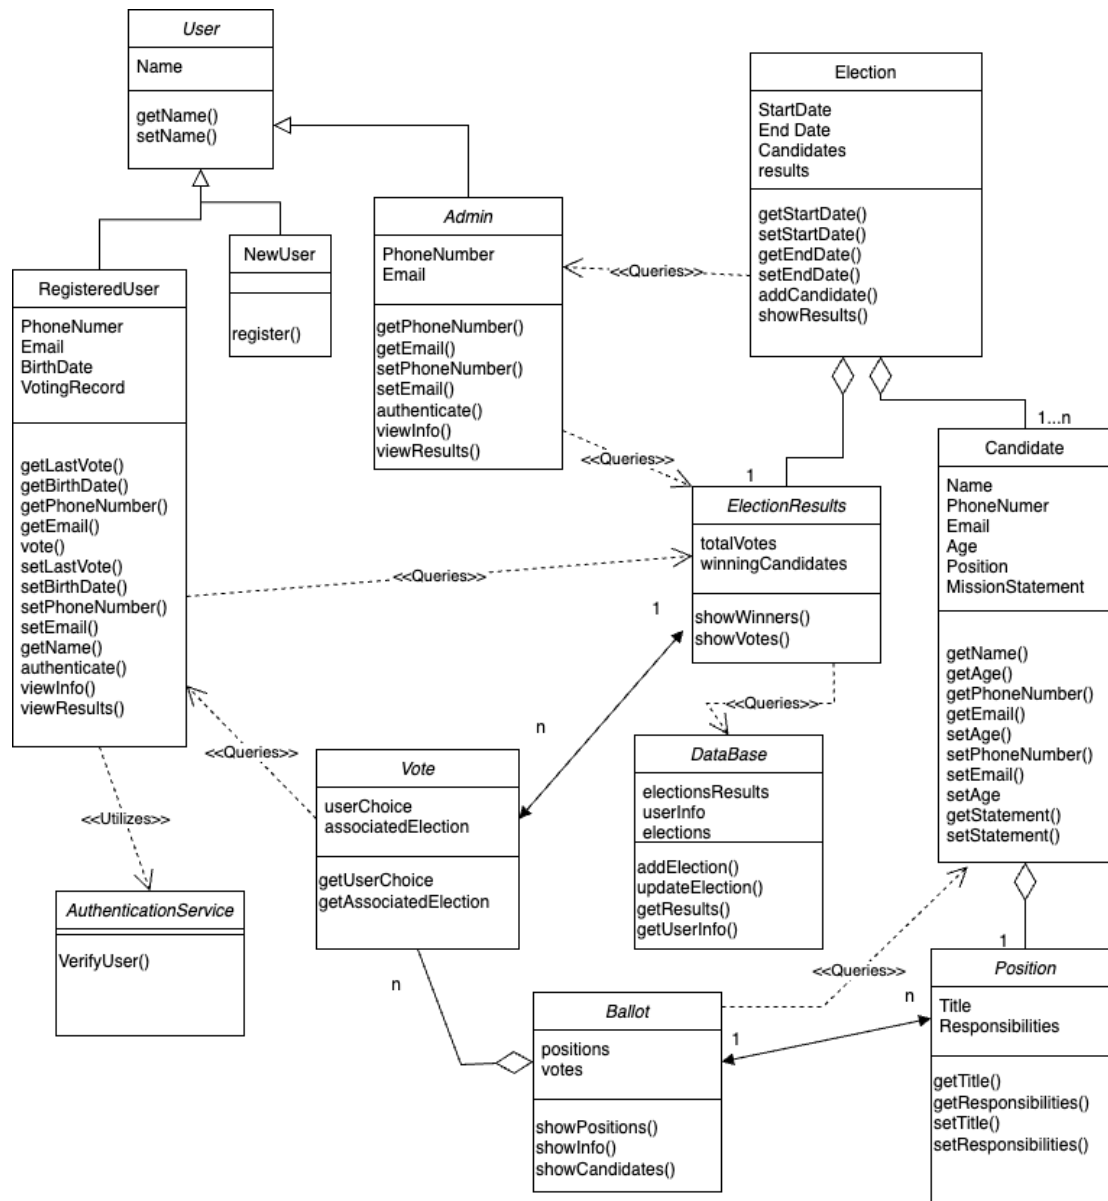 User
Name
getName()
setName()
Election
StartDate
End Date
Candidates
results
getStartDate()
setStartDate()
getEndDate()
setEndDate()
addCandidate()
showResults()
Admin
PhoneNumber
Email
getPhoneNumber()
getEmail()
setPhoneNumber()
setEmail()
authenticate()
viewInfo()
viewResults()
<<Queries>>
NewUser
register()
RegisteredUser
PhoneNumer
Email
BirthDate
VotingRecord
getLastVote()
getBirthDate()
getPhoneNumber()
getEmail()
vote()
setLastVote()
setBirthDate()
setPhoneNumber()
setEmail()
getName()
authenticate()
viewInfo()
viewResults()
<<Queries>>
1
1...n
Candidate
Name
PhoneNumer
Email
Age
Position
MissionStatement
getName()
getAge()
getPhoneNumber()
getEmail()
setAge()
setPhoneNumber()
setEmail()
setAge
getStatement()
setStatement()
ElectionResults
totalVotes
winningCandidates
showWinners()
showVotes()
<<Queries>>
1
n
<<Queries>>
<<Queries>>
DataBase
electionsResults
userInfo
elections
addElection()
updateElection()
getResults()
getUserInfo()
Vote
userChoice
associatedElection
getUserChoice
getAssociatedElection
<<Utilizes>>
AuthenticationService
VerifyUser()
n
<<Queries>>
1
Position
Title
Responsibilities
getTitle()
getResponsibilities()
setTitle()
setResponsibilities()
n
1
Ballot
positions
votes
showPositions()
showInfo()
showCandidates()